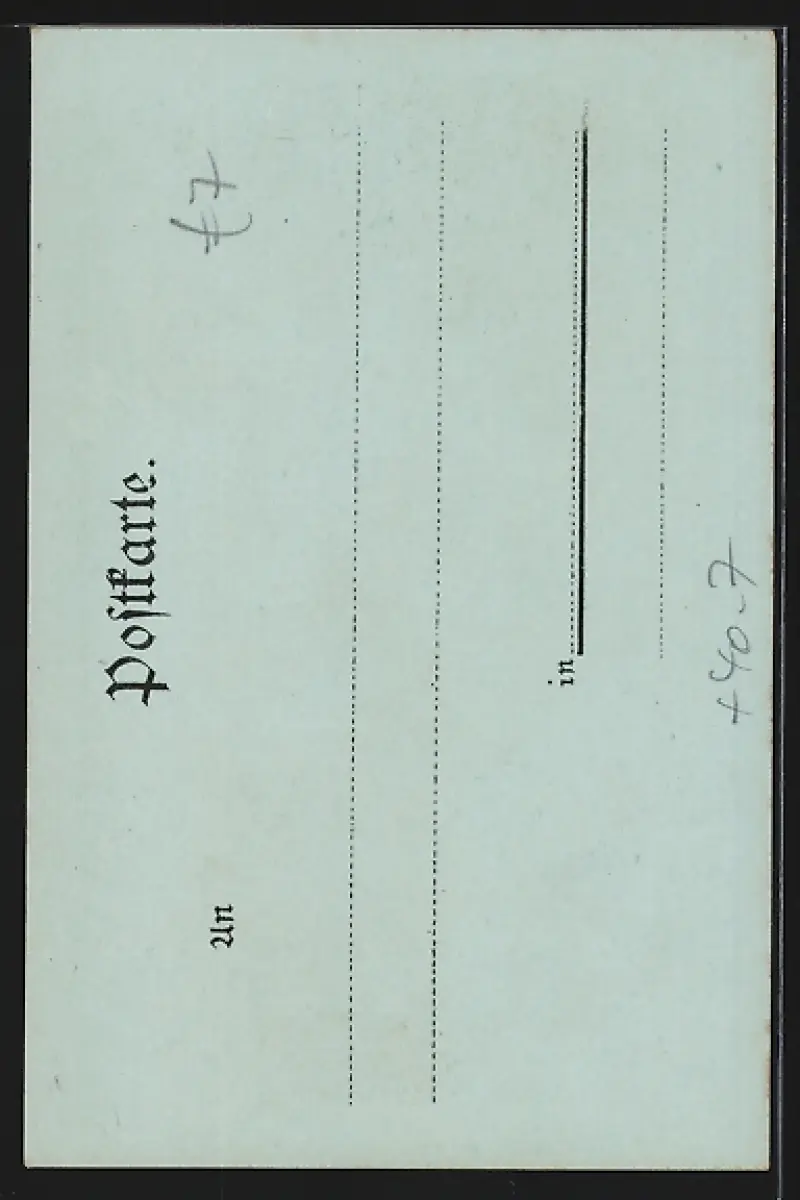 Postkarte.
£7
An
in
+40-7